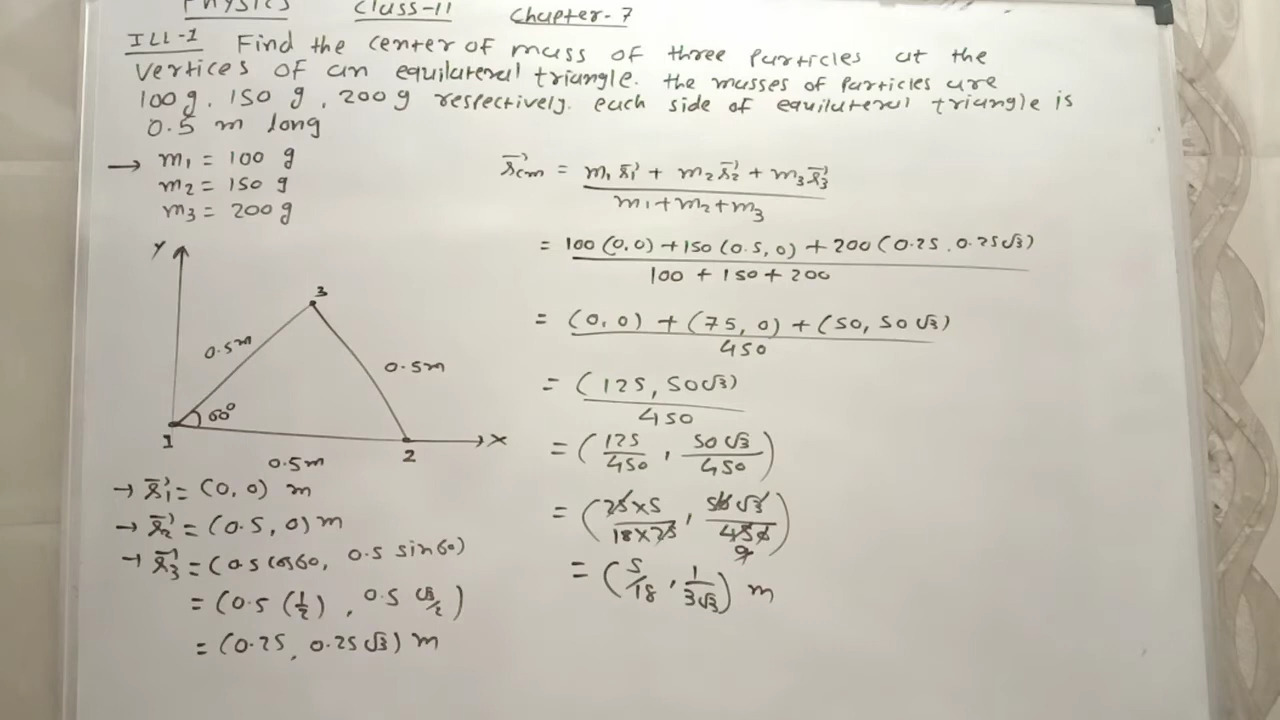 Physics Class-11 Chapter-7
ILL-1 Find the center of mass of three particles at the
vertices of an equilateral triangle. the masses of particles are
100g, 150 g, 200g respectively. each side of equilateral triangle is
0.5 m long
→ m₁ = 100 g
m₂ = 150 g
m₃ = 200 g
Y
3
0.5m
0.5m
60°
1
2
X
0.5m
→ r⃗₁ = (0, 0) m
→ r⃗₂ = (0.5, 0) m
→ r⃗₃ = (0.5 cos60, 0.5 sin60)
= (0.5 (1/2), 0.5 √3/2)
= (0.25, 0.25√3) m
r⃗cm = m₁r⃗₁ + m₂r⃗₂ + m₃r⃗₃ / m₁+m₂+m₃
= 100 (0,0) + 150 (0.5, 0) + 200 (0.25, 0.25√3) / 100 + 150 + 200
= (0, 0) + (75, 0) + (50, 50√3) / 450
= (125, 50√3) / 450
= (125/450, 50√3/450)
= (25×5/18×25, 50√3/450 9)
= (5/18, 1/3√3) m